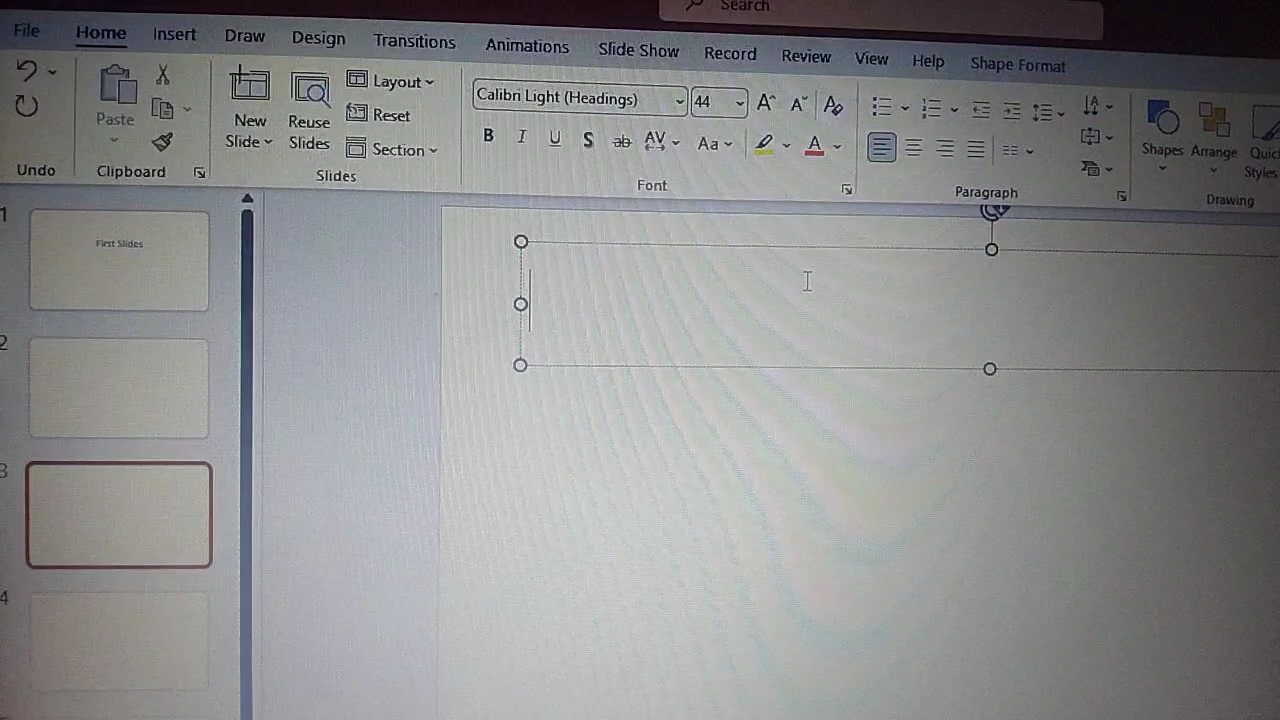 Search
File Home Insert Draw Design Transitions Animations Slide Show Record Review View Help Shape Format
Paste
New Slide
Reuse Slides
Layout
Reset
Section
Calibri Light (Headings) 44 A A A
B I U S ab AV Aa A
Shapes Arrange Quick Styles
Undo Clipboard Slides Font Paragraph Drawing
1
First Slides
2
3
4